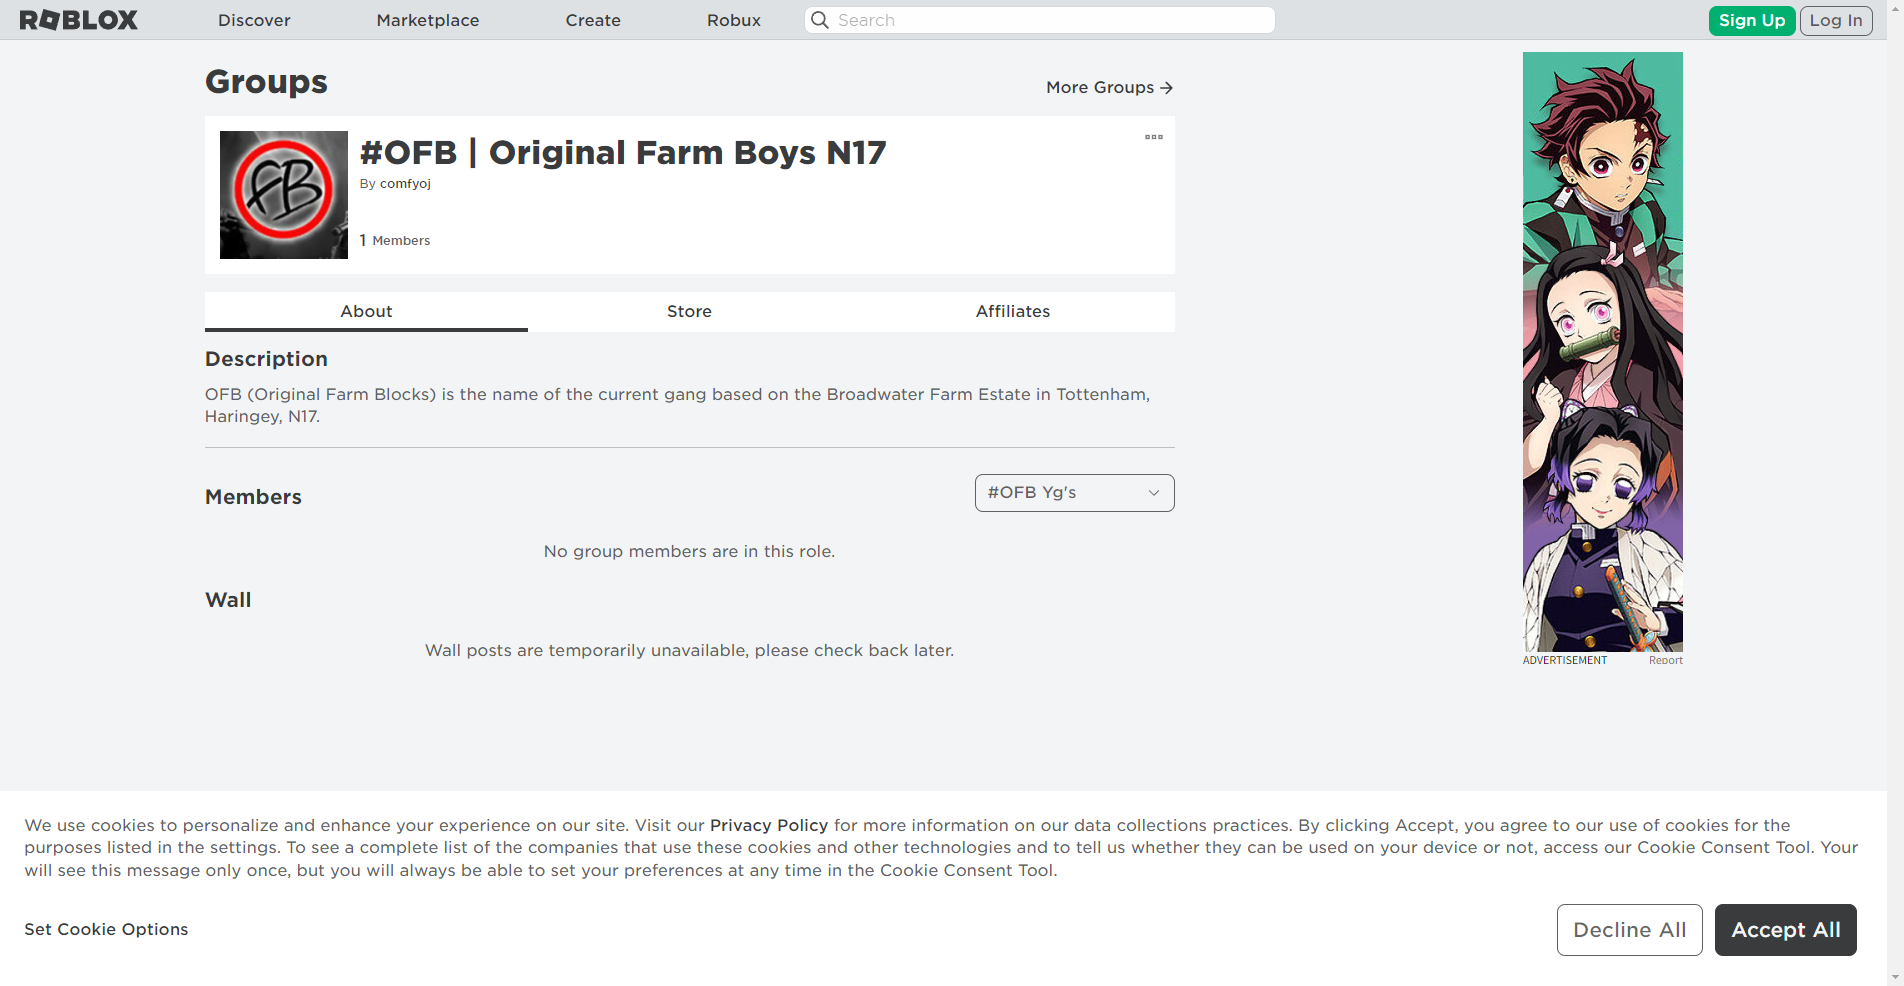 ROBLOX Discover Marketplace Create Robux Search Sign Up Log In
Groups
More Groups →
FB
#OFB | Original Farm Boys N17
By comfyoj
1 Members
About Store Affiliates
Description
OFB (Original Farm Blocks) is the name of the current gang based on the Broadwater Farm Estate in Tottenham,
Haringey, N17.
Members
#OFB Yg's
No group members are in this role.
Wall
Wall posts are temporarily unavailable, please check back later.
ADVERTISEMENT Report
We use cookies to personalize and enhance your experience on our site. Visit our Privacy Policy for more information on our data collections practices. By clicking Accept, you agree to our use of cookies for the
purposes listed in the settings. To see a complete list of the companies that use these cookies and other technologies and to tell us whether they can be used on your device or not, access our Cookie Consent Tool. Your
will see this message only once, but you will always be able to set your preferences at any time in the Cookie Consent Tool.
Set Cookie Options
Decline All Accept All